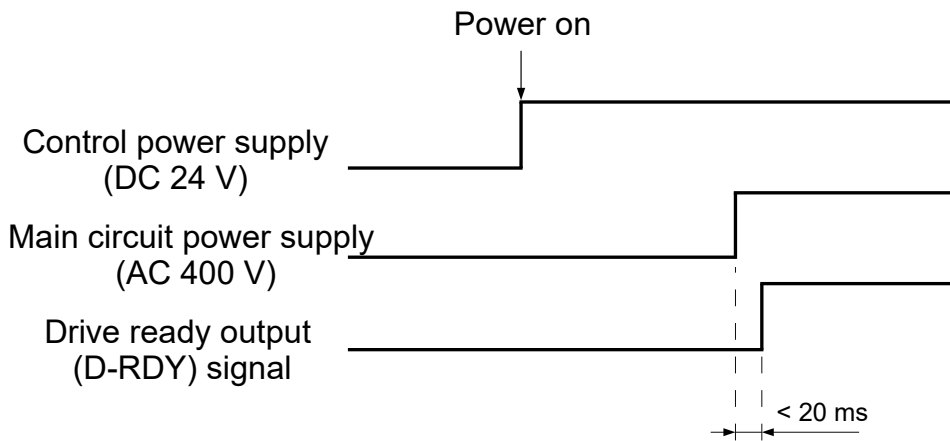 Power on
Control power supply
(DC 24 V)
Main circuit power supply
(AC 400 V)
Drive ready output
(D-RDY) signal
< 20 ms